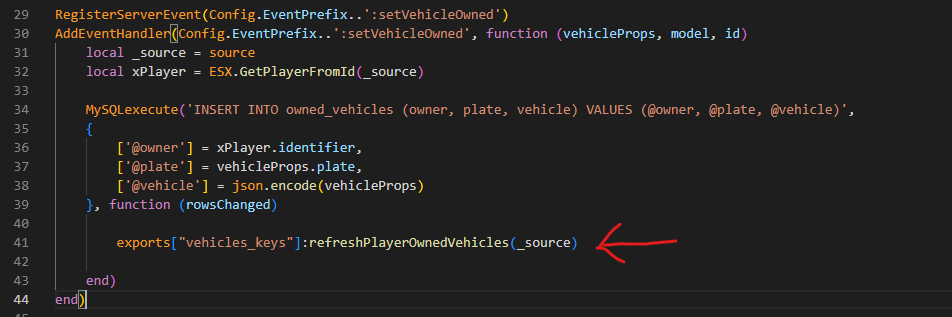 29 RegisterServerEvent(Config.EventPrefix..':setVehicleOwned')
30 AddEventHandler(Config.EventPrefix..':setVehicleOwned', function (vehicleProps, model, id)
31     local _source = source
32     local xPlayer = ESX.GetPlayerFromId(_source)
33
34     MySQLexecute('INSERT INTO owned_vehicles (owner, plate, vehicle) VALUES (@owner, @plate, @vehicle)',
35     {
36         ['@owner'] = xPlayer.identifier,
37         ['@plate'] = vehicleProps.plate,
38         ['@vehicle'] = json.encode(vehicleProps)
39     }, function (rowsChanged)
40
41         exports["vehicles_keys"]:refreshPlayerOwnedVehicles(_source)
42
43     end)
44 end)